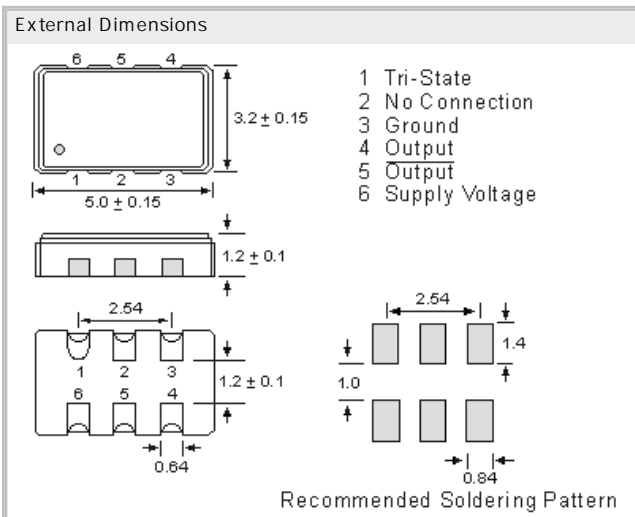 External Dimensions
6 5 4
1 2 3
3.2 ± 0.15
5.0 ± 0.15
1 Tri-State
2 No Connection
3 Ground
4 Output
5 Output
6 Supply Voltage
1.2 ± 0.1
2.54
1 2 3
6 5 4
1.2 ± 0.1
0.64
2.54
1.4
1.0
0.84
Recommended Soldering Pattern